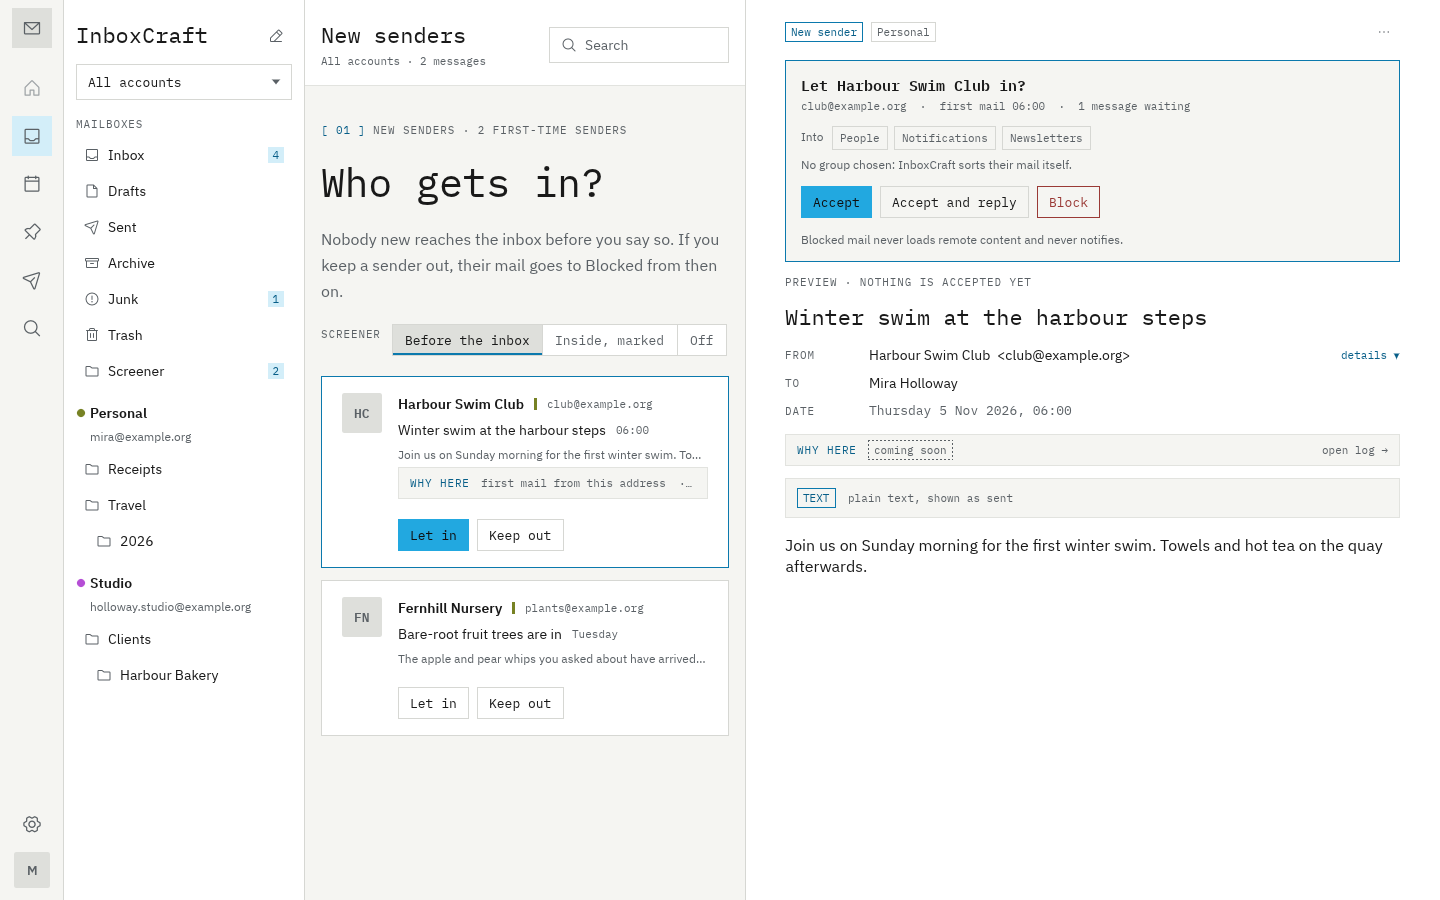 InboxCraft
All accounts
MAILBOXES
Inbox 4
Drafts
Sent
Archive
Junk 1
Trash
Screener 2
Personal
mira@example.org
Receipts
Travel
2026
Studio
holloway.studio@example.org
Clients
Harbour Bakery
M
New senders
All accounts · 2 messages
Search
[ 01 ] NEW SENDERS · 2 FIRST-TIME SENDERS
Who gets in?
Nobody new reaches the inbox before you say so. If you
keep a sender out, their mail goes to Blocked from then
on.
SCREENER Before the inbox Inside, marked Off
HC
Harbour Swim Club club@example.org
Winter swim at the harbour steps 06:00
Join us on Sunday morning for the first winter swim. To…
WHY HERE first mail from this address ·…
Let in Keep out
FN
Fernhill Nursery plants@example.org
Bare-root fruit trees are in Tuesday
The apple and pear whips you asked about have arrived…
Let in Keep out
New sender Personal ···
Let Harbour Swim Club in?
club@example.org · first mail 06:00 · 1 message waiting
Into People Notifications Newsletters
No group chosen: InboxCraft sorts their mail itself.
Accept Accept and reply Block
Blocked mail never loads remote content and never notifies.
PREVIEW · NOTHING IS ACCEPTED YET
Winter swim at the harbour steps
FROM Harbour Swim Club <club@example.org> details ▾
TO Mira Holloway
DATE Thursday 5 Nov 2026, 06:00
WHY HERE coming soon open log →
TEXT plain text, shown as sent
Join us on Sunday morning for the first winter swim. Towels and hot tea on the quay
afterwards.